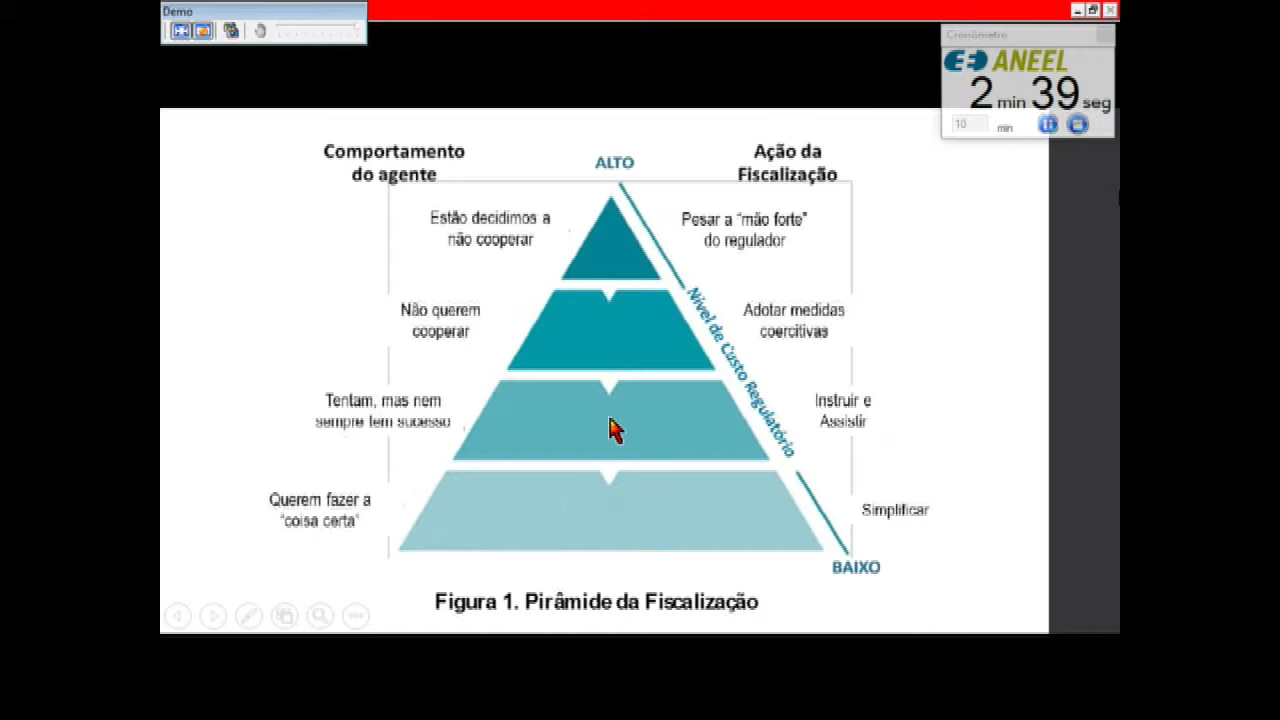 Demo
Cronômetro
ANEEL
2 min 39 seg
10 min
Comportamento
do agente
ALTO
Ação da
Fiscalização
Estão decidimos a
não cooperar
Pesar a “mão forte”
do regulador
Não querem
cooperar
Adotar medidas
coercitivas
Nível de Custo Regulatório
Tentam, mas nem
sempre tem sucesso
Instruir e
Assistir
Querem fazer a
“coisa certa”
Simplificar
BAIXO
Figura 1. Pirâmide da Fiscalização